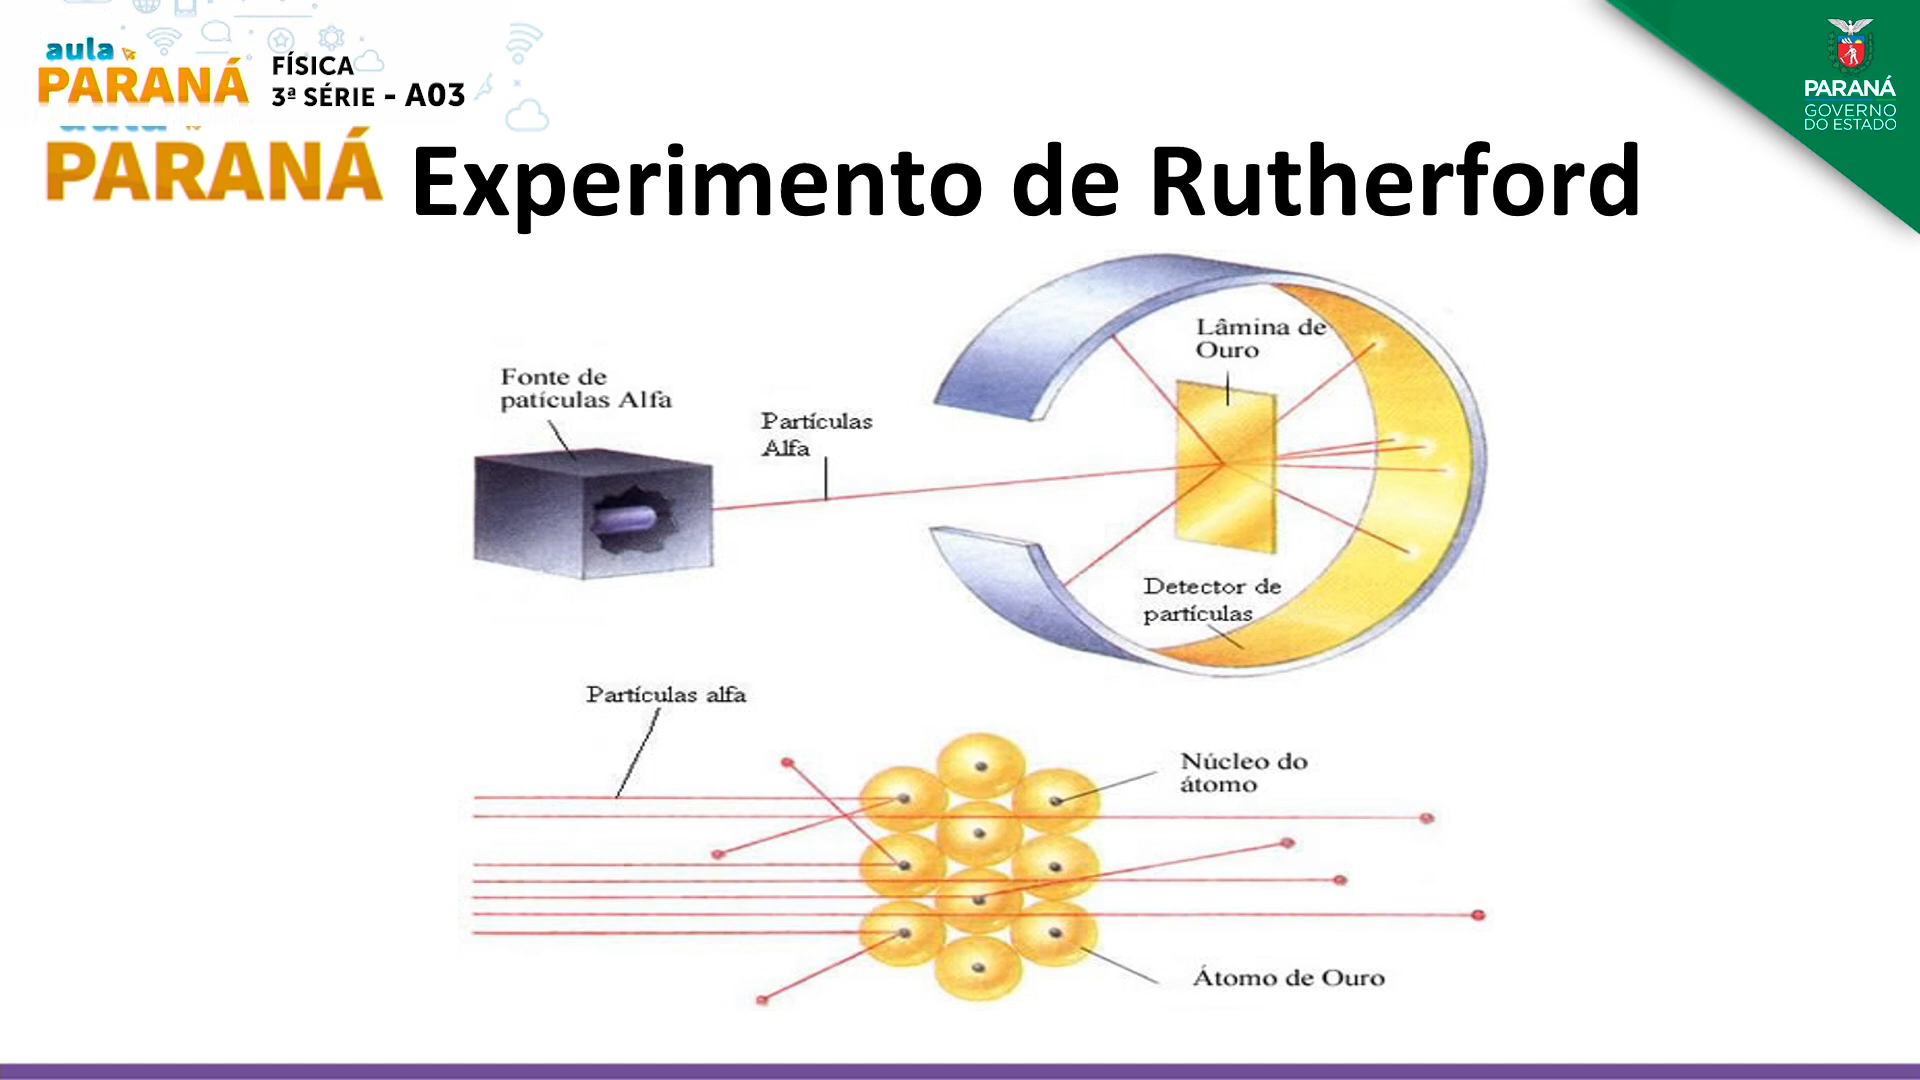 aula
PARANÁ
FÍSICA
3ª SÉRIE - A03
PARANÁ
GOVERNO
DO ESTADO
aula
PARANÁ
Experimento de Rutherford
Lâmina de
Ouro
Fonte de
patículas Alfa
Partículas
Alfa
Detector de
partículas
Partículas alfa
Núcleo do
átomo
Átomo de Ouro